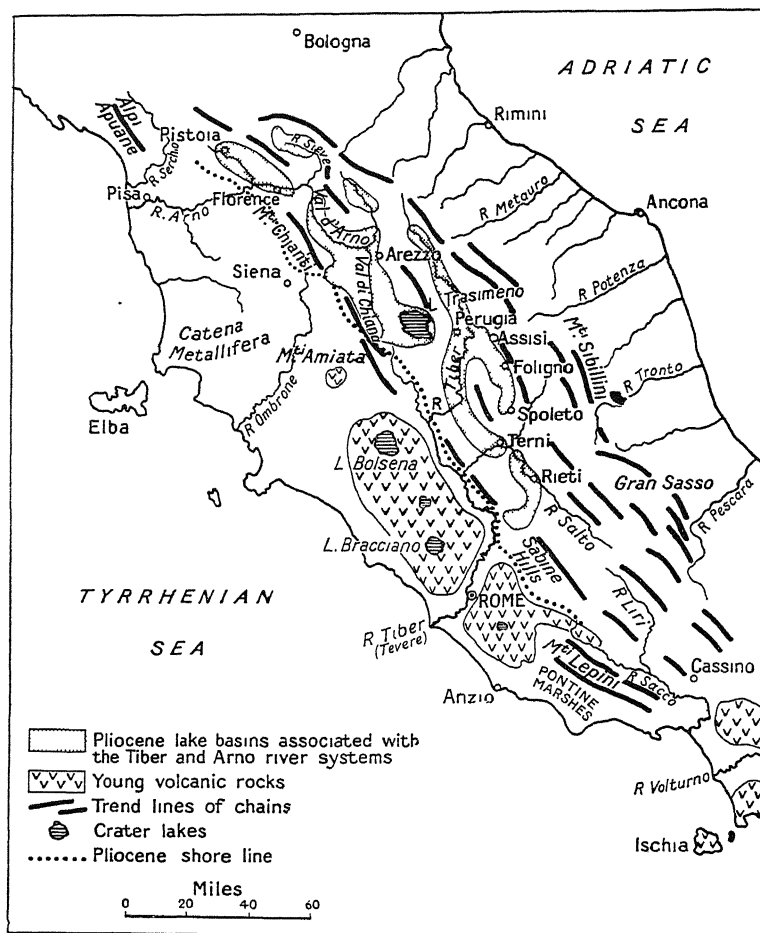 Bologna
ADRIATIC
SEA
Rimini
Alpi
Apuane
Pistoia
R Sieve
R Serchio
Pisa
R. Arno
Florence
Val d'Arno
R Metauro
Ancona
Mti Chianti
Arezzo
Siena
Val di Chiana
R Potenza
L
Trasimeno
Perugia
Catena
Metallifera
Assisi
Mti Sibillini
Mt Amiata
R Tiber
Foligno
R Tronto
Elba
R Ombrone
Spoleto
Terni
L. Bolsena
Rieti
Gran Sasso
R Pescara
L. Bracciano
R Salto
Sabine
Hills
TYRRHENIAN
SEA
ROME
R Liri
R Tiber
(Tevere)
Mti Lepini
R Sacco
Cassino
Anzio
PONTINE
MARSHES
Pliocene lake basins associated with
the Tiber and Arno river systems
Young volcanic rocks
Trend lines of chains
Crater lakes
Pliocene shore line
R Volturno
Ischia
Miles
0 20 40 60